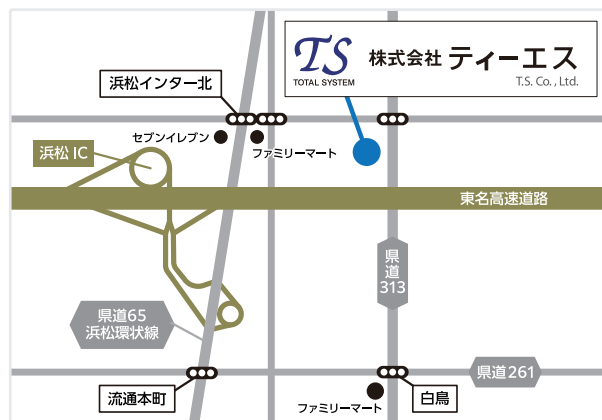 TS
TOTAL SYSTEM
株式会社 ティーエス
T.S. Co., Ltd.
浜松インター北
セブンイレブン
ファミリーマート
浜松 IC
東名高速道路
県道
313
県道65
浜松環状線
県道261
流通本町
白鳥
ファミリーマート